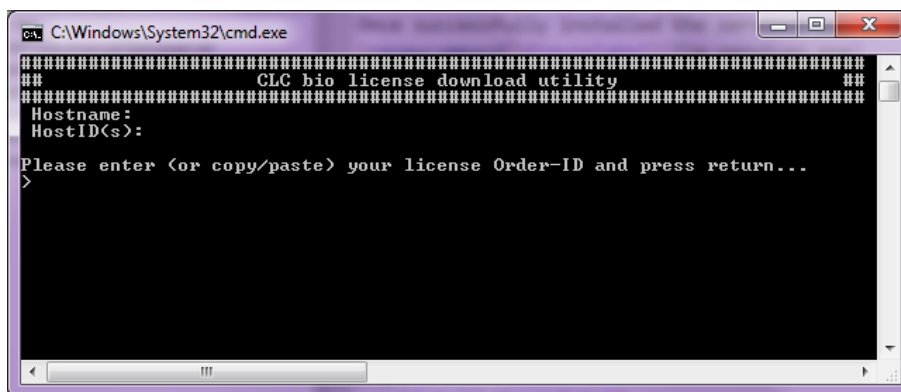 C:\Windows\System32\cmd.exe
###########################################################################
## CLC bio license download utility ##
###########################################################################
Hostname:
HostID(s):
Please enter (or copy/paste) your license Order-ID and press return...
>